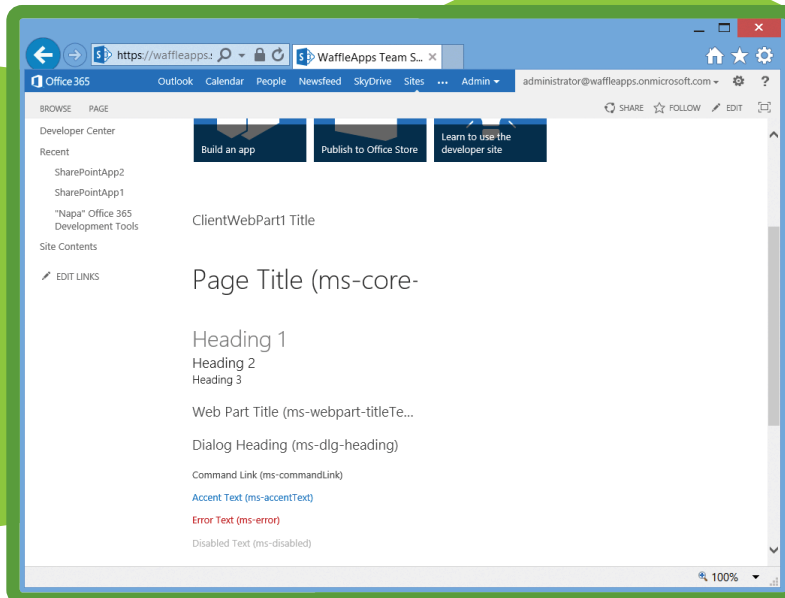 https://waffleapps.s
WaffleApps Team S...
Office 365
Outlook Calendar People Newsfeed SkyDrive Sites ... Admin
administrator@waffleapps.onmicrosoft.com
?
BROWSE PAGE
SHARE FOLLOW EDIT
Developer Center
Recent
SharePointApp2
SharePointApp1
"Napa" Office 365
Development Tools
Site Contents
EDIT LINKS
Build an app
Publish to Office Store
Learn to use the
developer site
ClientWebPart1 Title
Page Title (ms-core-
Heading 1
Heading 2
Heading 3
Web Part Title (ms-webpart-titleTe...
Dialog Heading (ms-dlg-heading)
Command Link (ms-commandLink)
Accent Text (ms-accentText)
Error Text (ms-error)
Disabled Text (ms-disabled)
100%